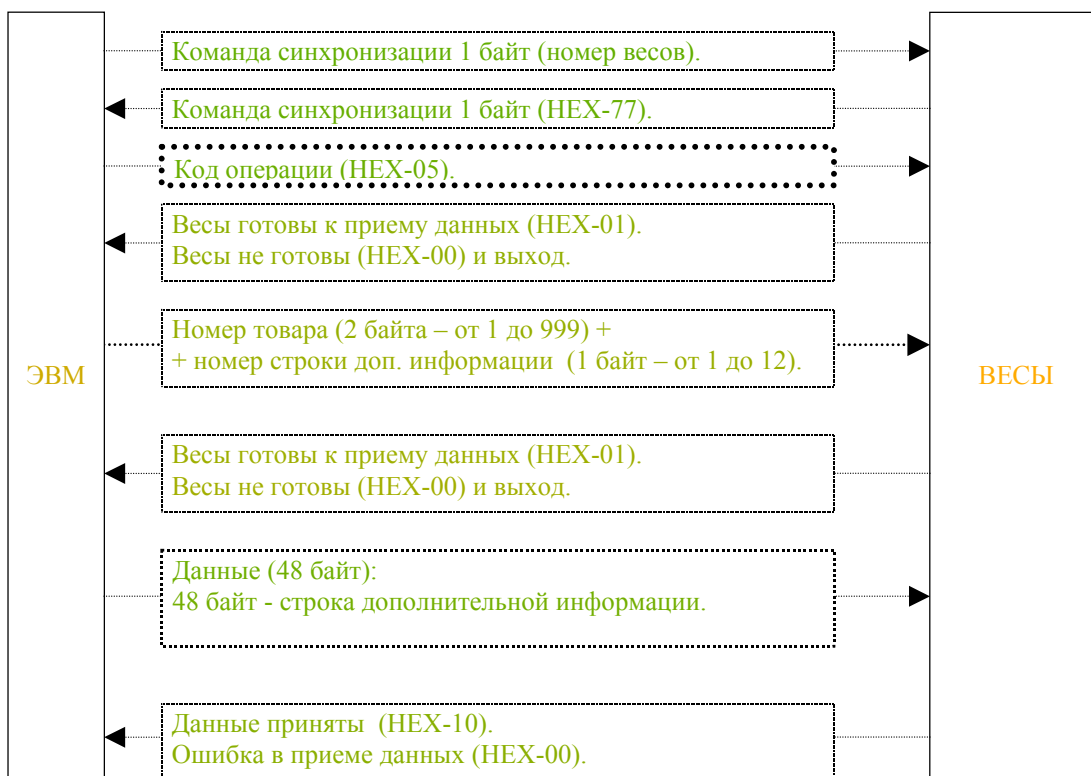 Команда синхронизации 1 байт (номер весов).
Команда синхронизации 1 байт (HEX-77).
Код операции (HEX-05).
Весы готовы к приему данных (HEX-01).
Весы не готовы (HEX-00) и выход.
Номер товара (2 байта – от 1 до 999) +
+ номер строки доп. информации (1 байт – от 1 до 12).
ЭВМ
ВЕСЫ
Весы готовы к приему данных (HEX-01).
Весы не готовы (HEX-00) и выход.
Данные (48 байт):
48 байт - строка дополнительной информации.
Данные приняты (HEX-10).
Ошибка в приеме данных (HEX-00).